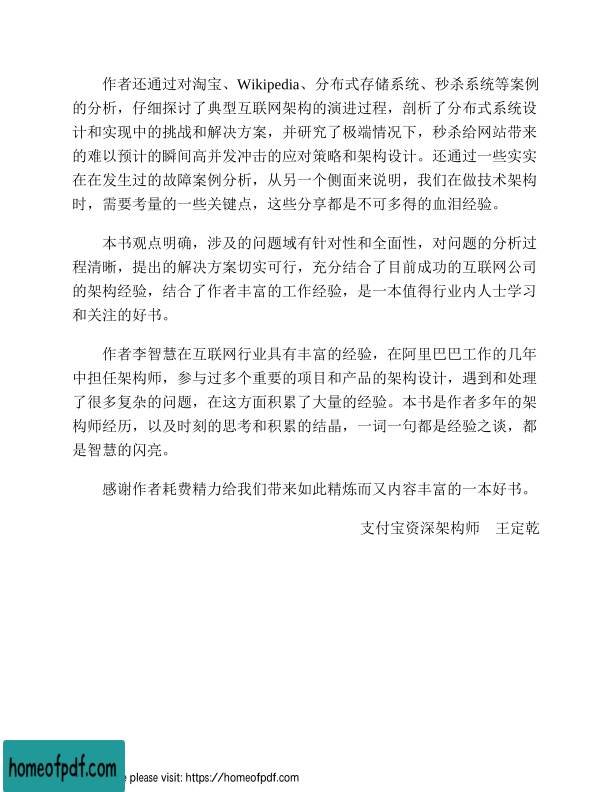 作者还通过对淘宝、Wikipedia、分布式存储系统、秒杀系统等案例
的分析，仔细探讨了典型互联网架构的演进过程，剖析了分布式系统设
计和实现中的挑战和解决方案，并研究了极端情况下，秒杀给网站带来
的难以预计的瞬间高并发冲击的应对策略和架构设计。还通过一些实实
在在发生过的故障案例分析，从另一个侧面来说明，我们在做技术架构
时，需要考量的一些关键点，这些分享都是不可多得的血泪经验。
本书观点明确，涉及的问题域有针对性和全面性，对问题的分析过
程清晰，提出的解决方案切实可行，充分结合了目前成功的互联网公司
的架构经验，结合了作者丰富的工作经验，是一本值得行业内人士学习
和关注的好书。
作者李智慧在互联网行业具有丰富的经验，在阿里巴巴工作的几年
中担任架构师，参与过多个重要的项目和产品的架构设计，遇到和处理
了很多复杂的问题，在这方面积累了大量的经验。本书是作者多年的架
构师经历，以及时刻的思考和积累的结晶，一词一句都是经验之谈，都
是智慧的闪亮。
感谢作者耗费精力给我们带来如此精炼而又内容丰富的一本好书。
支付宝资深架构师　王定乾
homeofpdf.com
e please visit: https://homeofpdf.com